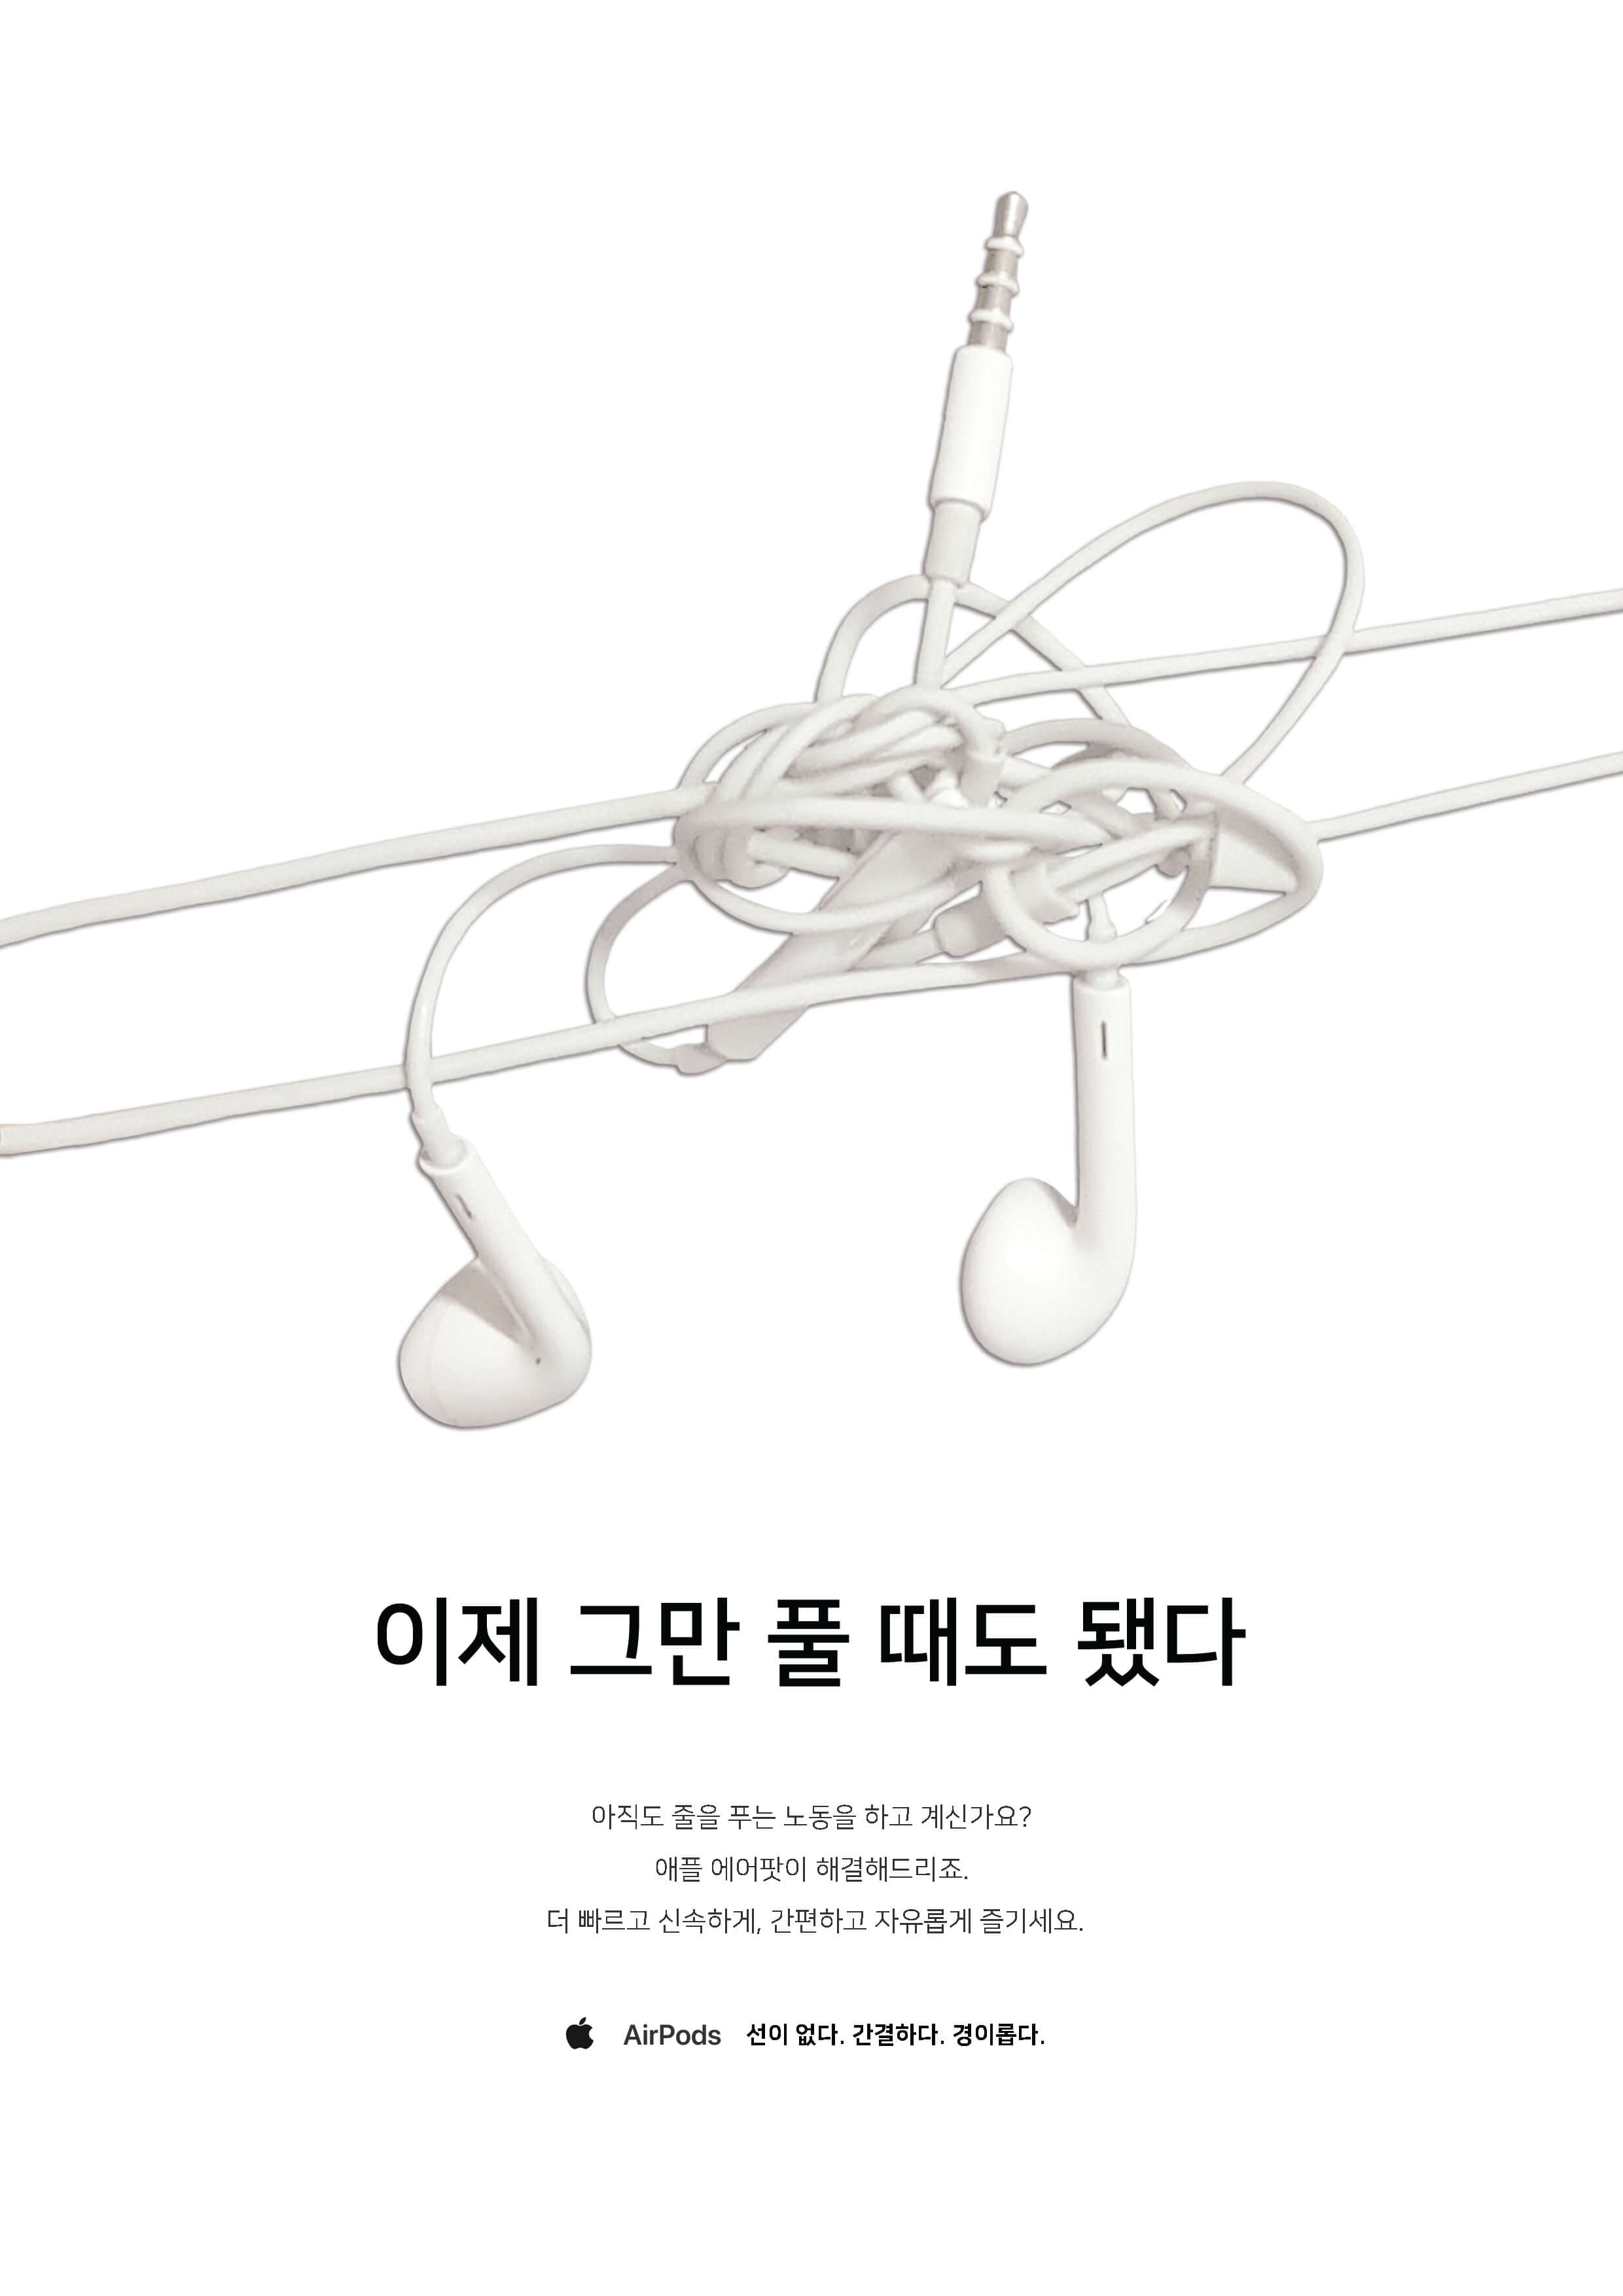 이제 그만 풀 때도 됐다
아직도 줄을 푸는 노동을 하고 계신가요?
애플 에어팟이 해결해드리죠.
더 빠르고 신속하게, 간편하고 자유롭게 즐기세요.
AirPods 선이 없다. 간결하다. 경이롭다.